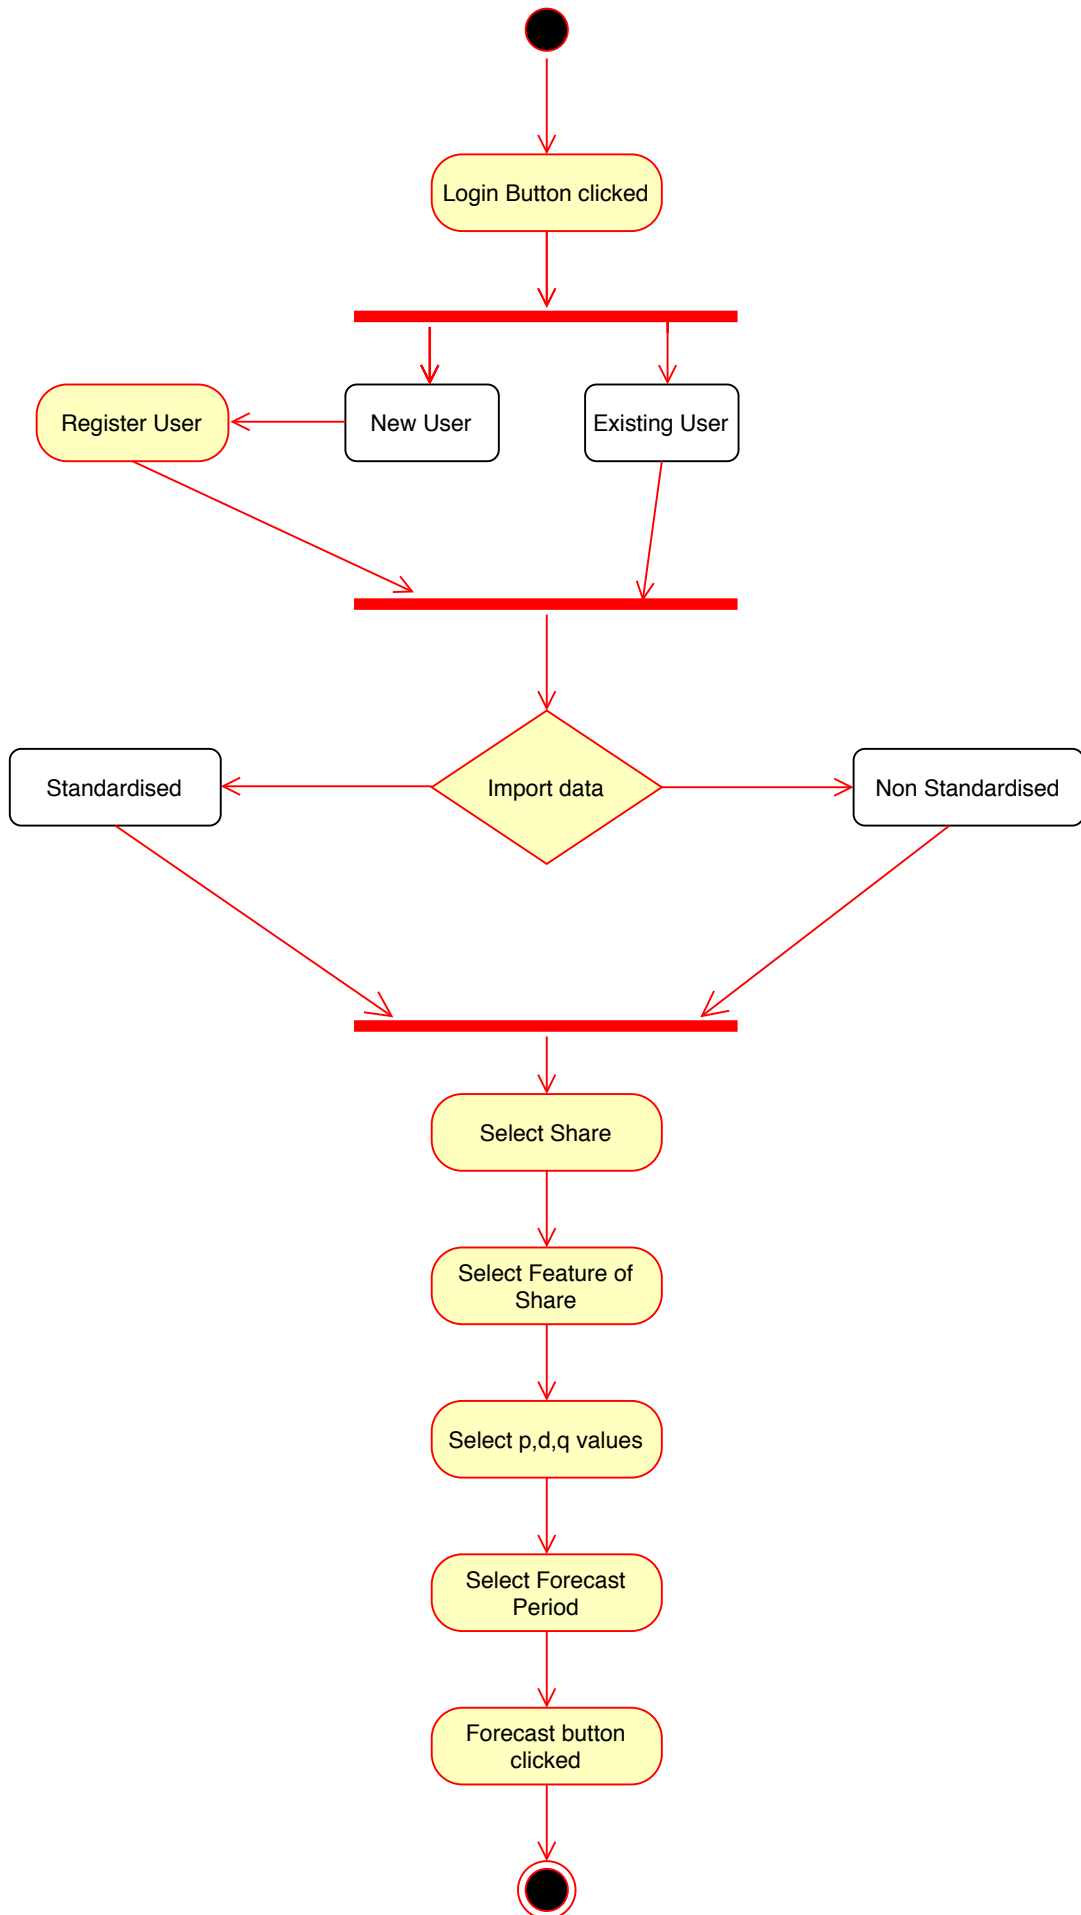 Login Button clicked
Register User
New User
Existing User
Standardised
Import data
Non Standardised
Select Share
Select Feature of
Share
Select p,d,q values
Select Forecast
Period
Forecast button
clicked